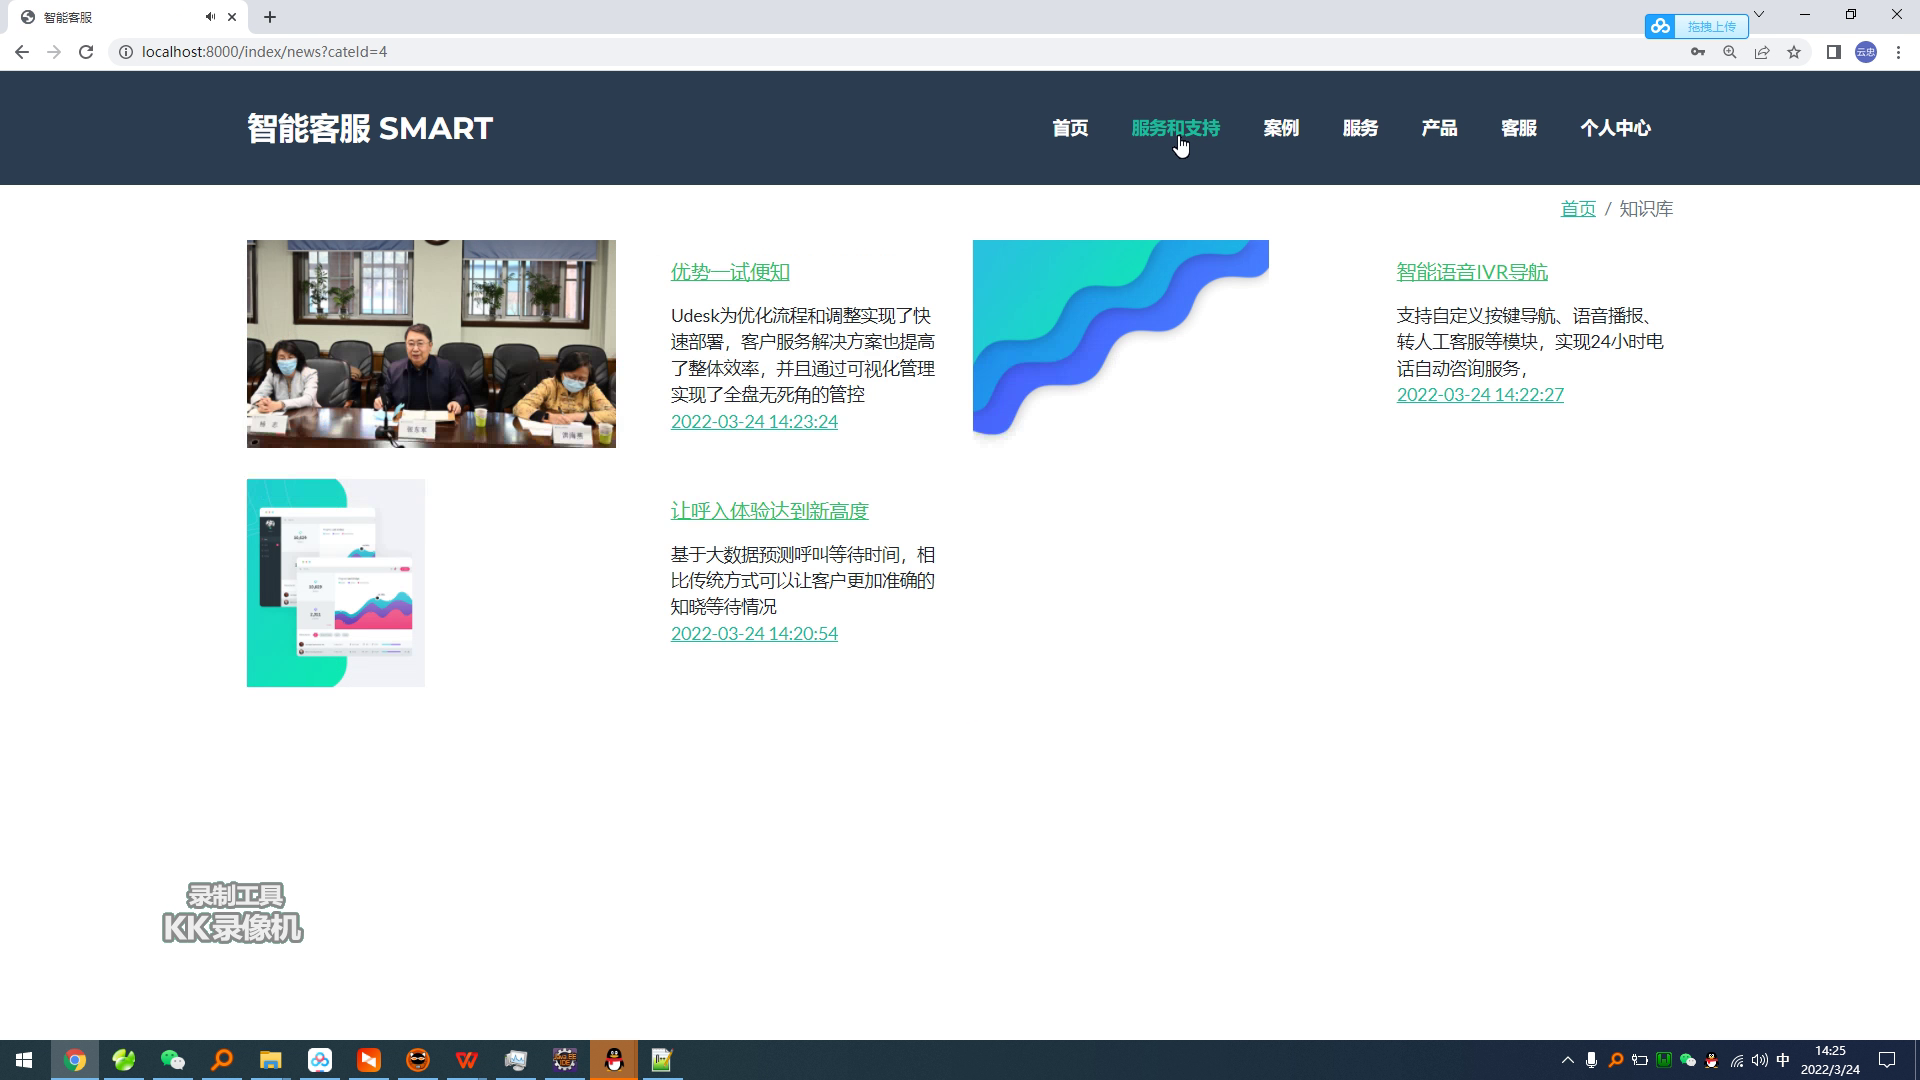 智能客服
拖拽上传
localhost:8000/index/news?cateId=4
云忠
智能客服 SMART
首页
服务和支持
案例
服务
产品
客服
个人中心
首页 / 知识库
优势一试便知
Udesk为优化流程和调整实现了快
速部署，客户服务解决方案也提高
了整体效率，并且通过可视化管理
实现了全盘无死角的管控
2022-03-24 14:23:24
智能语音IVR导航
支持自定义按键导航、语音播报、
转人工客服等模块，实现24小时电
话自动咨询服务，
2022-03-24 14:22:27
让呼入体验达到新高度
基于大数据预测呼叫等待时间，相
比传统方式可以让客户更加准确的
知晓等待情况
2022-03-24 14:20:54
录制工具
KK录像机
中
14:25
2022/3/24